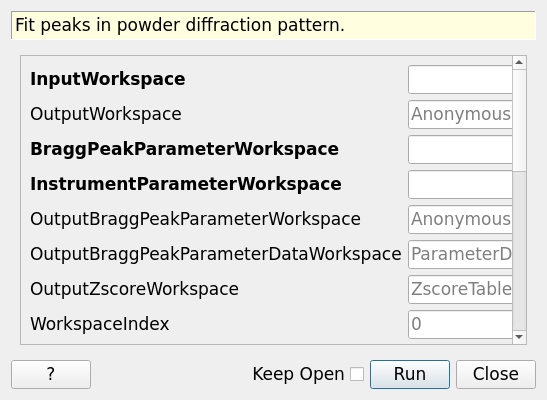 Fit peaks in powder diffraction pattern.
InputWorkspace
OutputWorkspace Anonymous
BraggPeakParameterWorkspace
InstrumentParameterWorkspace
OutputBraggPeakParameterWorkspace Anonymous
OutputBraggPeakParameterDataWorkspace ParameterD
OutputZscoreWorkspace ZscoreTable
WorkspaceIndex 0
? Keep Open Run Close